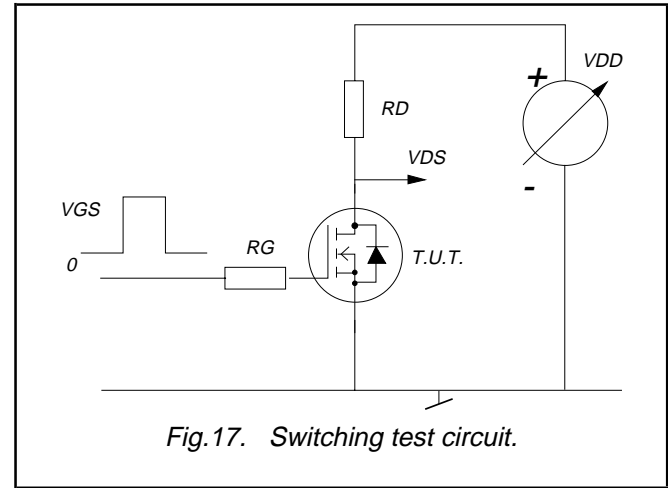 VDD
+
RD
VDS
-
VGS
RG
T.U.T.
0
Fig.17. Switching test circuit.